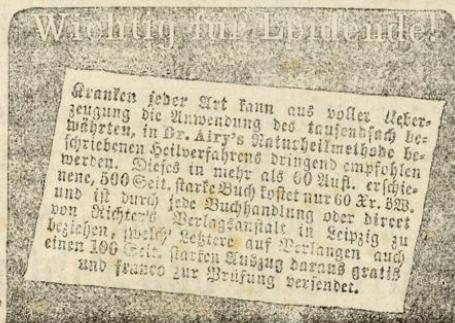 Wichtig für Leidende!
Kranken jeder Art kann aus voller Ueber-
zeugung die Anwendung des tausendfach be-
währten, in Dr. Airy's Naturheilmethode be-
schriebenen Heilverfahrens dringend empfohlen
werden. Dieses in mehr als 60 Aufl. erschie-
nene, 500 Seit. starke Buch kostet nur 60 Xr. öW.
und ist durch jede Buchhandlung oder direct
von Richter's Verlagsanstalt in Leipzig zu
beziehen, welch' Letztere auf Verlangen auch
einen 100 Seit. starken Auszug daraus gratis
und franco zur Prüfung versendet.